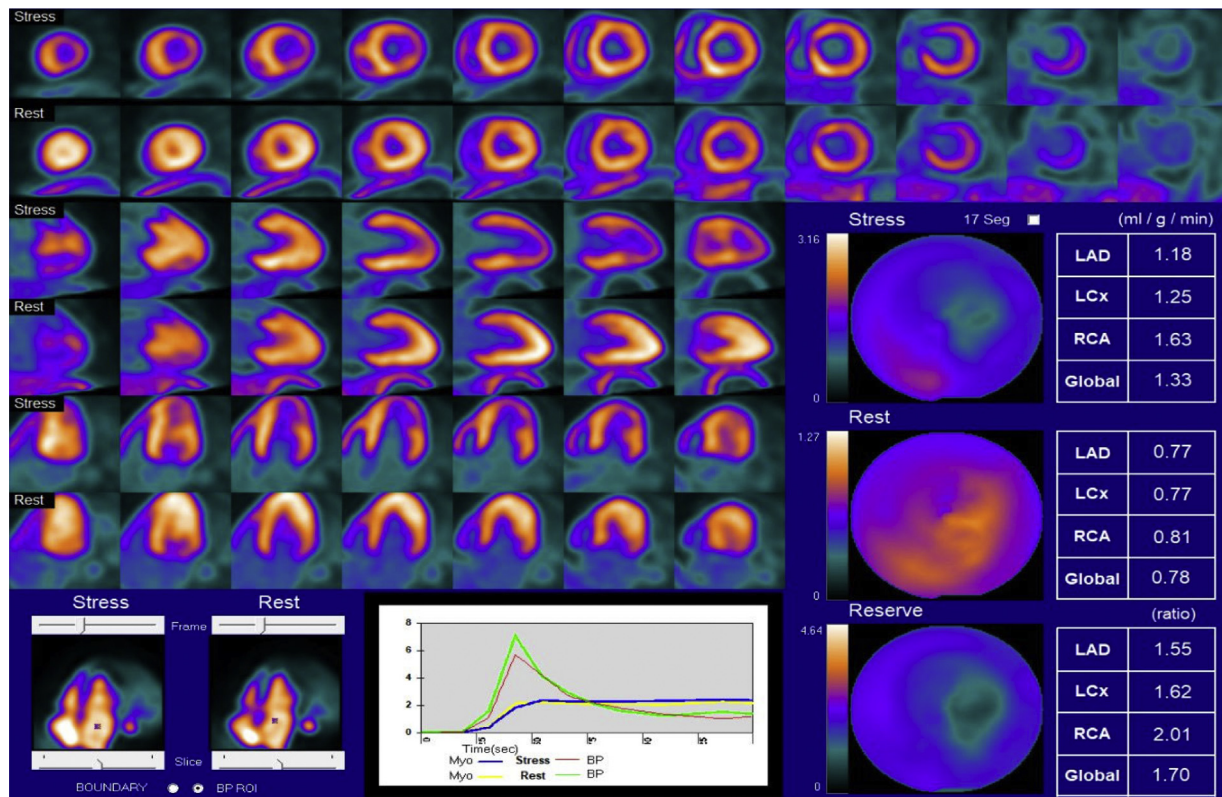 Stress
Rest
Stress
Rest
Stress
Rest
Stress 17 Seg (ml / g / min)
3.16
0
LAD 1.18
LCx 1.25
RCA 1.63
Global 1.33
Rest
1.27
0
LAD 0.77
LCx 0.77
RCA 0.81
Global 0.78
Reserve (ratio)
4.64
0
LAD 1.55
LCx 1.62
RCA 2.01
Global 1.70
Stress Rest
Frame
Slice
BOUNDARY BP ROI
8
6
4
2
0
0
Time(sec)
Myo Stress BP
Myo Rest BP